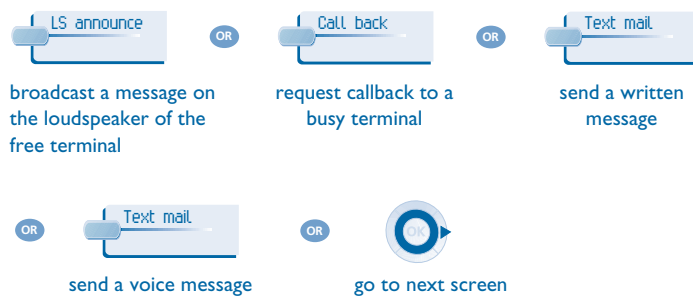 LS announce
OR
Call back
OR
Text mail
broadcast a message on
the loudspeaker of the
free terminal
request callback to a
busy terminal
send a written
message
OR
Text mail
OR
OK
send a voice message
go to next screen